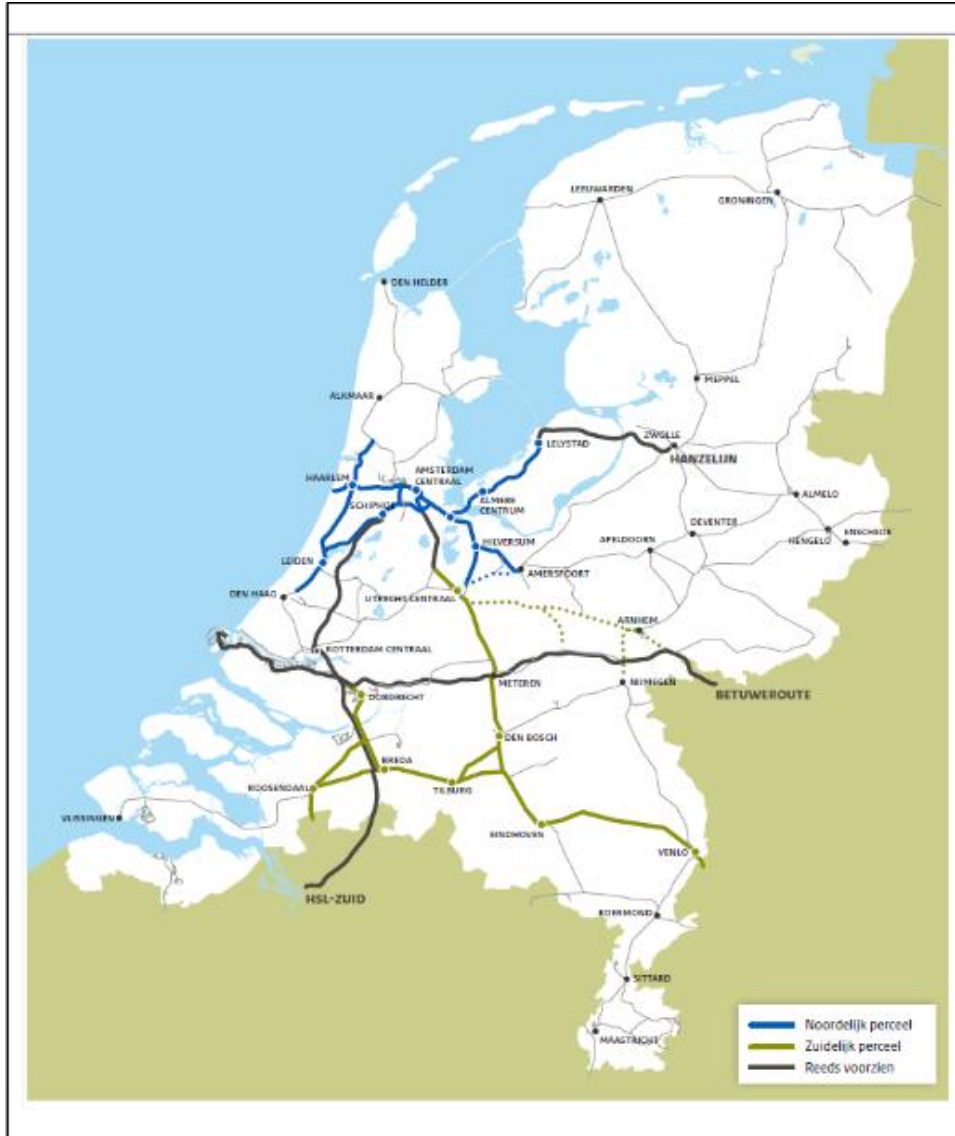 LEEUWARDEN
GRONINGEN
DEN HELDER
MEPPEL
ALKMAAR
ZWOLLE
LELYSTAD
HANZELIJN
HAARLEM
AMSTERDAM
CENTRAAL
ALMERE
CENTRUM
ALMELO
SCHIPHOL
DEVENTER
ENSCHEDE
HENGELO
APELDOORN
HILVERSUM
LEIDEN
AMERSFOORT
DEN HAAG
UTRECHT CENTRAAL
ARNHEM
ROTTERDAM CENTRAAL
METEREN
NIJMEGEN
BETUWEROUTE
DORDRECHT
DEN BOSCH
BREDA
ROOSENDAAL
TILBURG
VLISSINGEN
EINDHOVEN
VENLO
HSL-ZUID
ROERMOND
SITTARD
MAASTRICHT
Noordelijk perceel
Zuidelijk perceel
Reeds voorzien